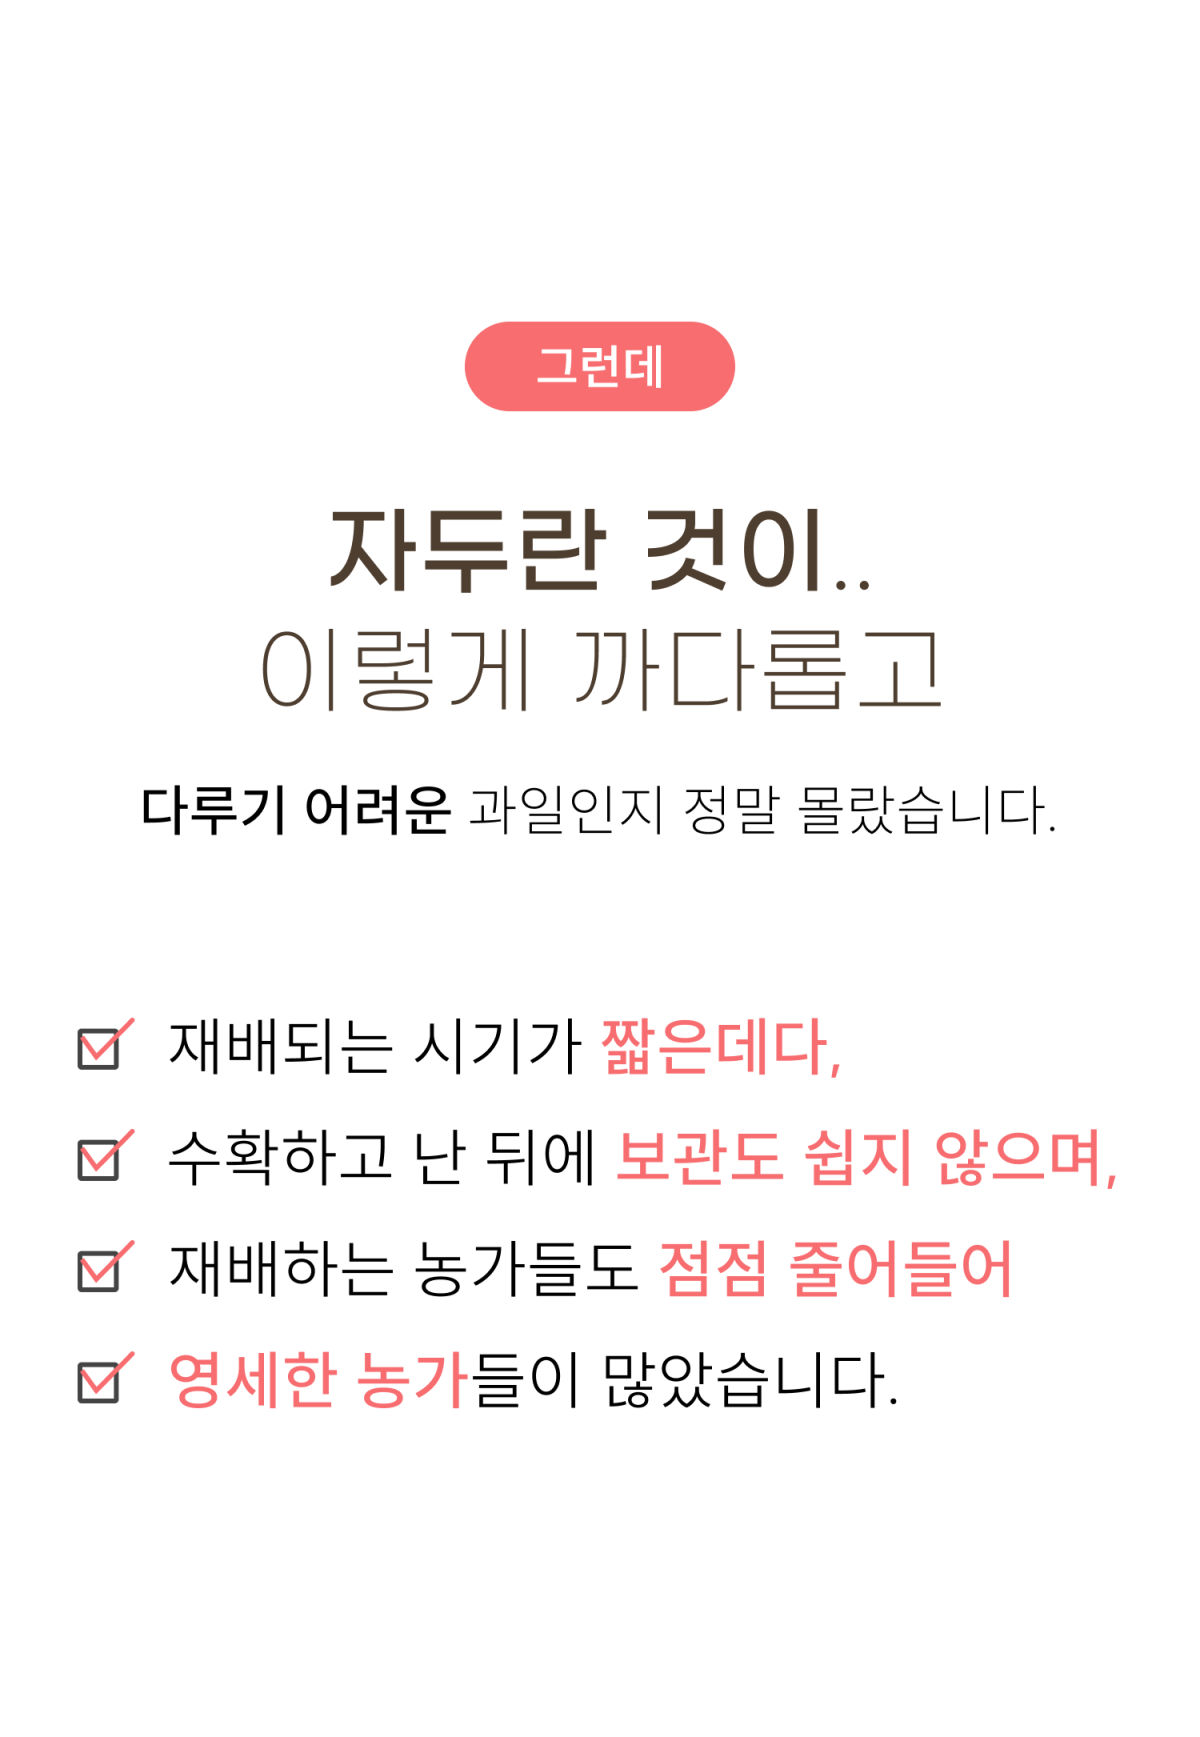 그런데
자두란 것이..
이렇게 까다롭고
다루기 어려운 과일인지 정말 몰랐습니다.
재배되는 시기가 짧은데다,
수확하고 난 뒤에 보관도 쉽지 않으며,
재배하는 농가들도 점점 줄어들어
영세한 농가들이 많았습니다.